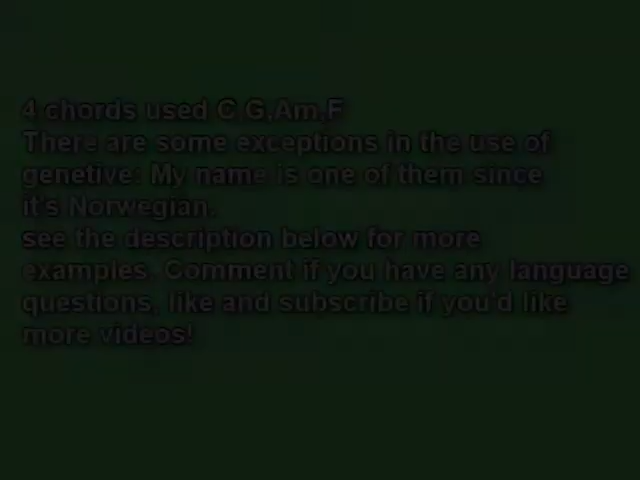 4 chords used C G,Am,F
There are some exceptions in the use of
genetive: My name is one of them since
it's Norwegian.
see the description below for more
examples. Comment if you have any language
questions, like and subscribe if you'd like
more videos!